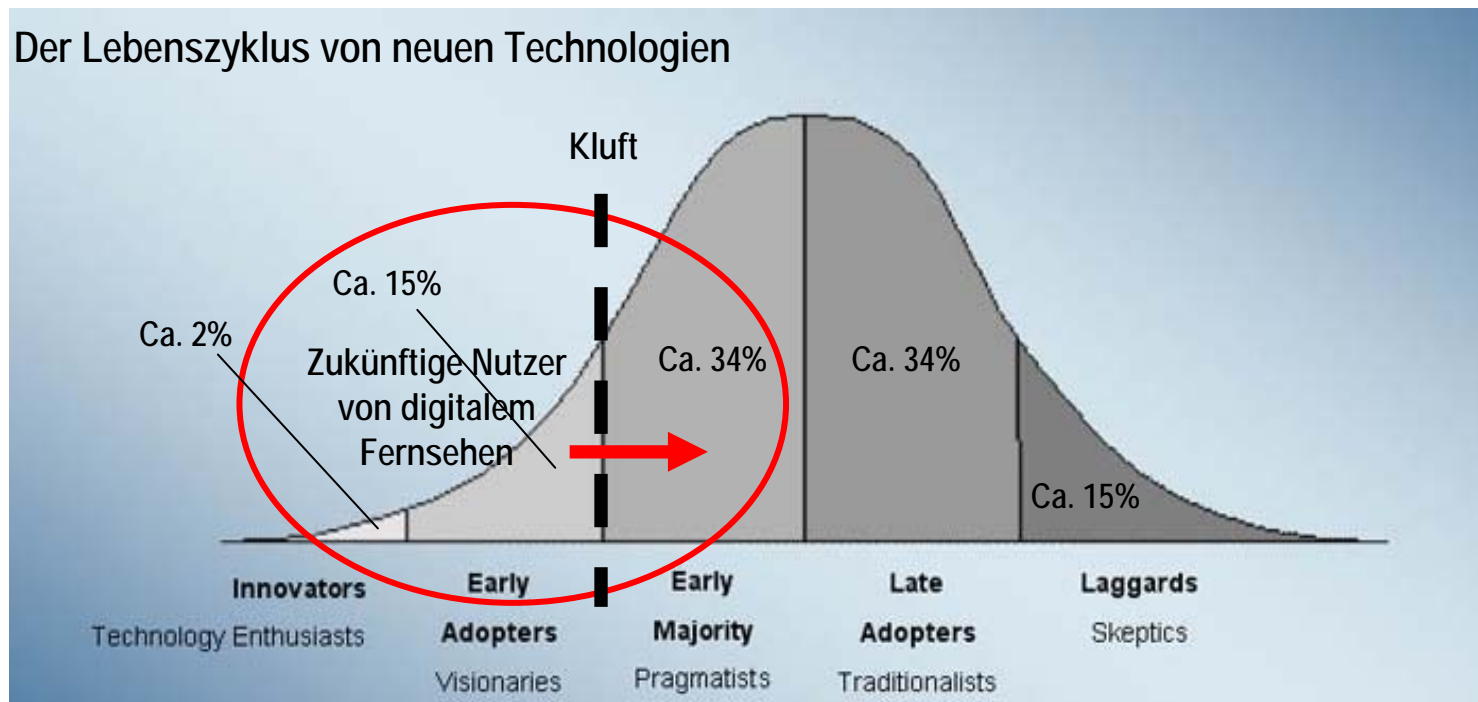 Der Lebenszyklus von neuen Technologien
Kluft
Ca. 15%
Ca. 2%
Zukünftige Nutzer
von digitalem
Fernsehen
Ca. 34%
Ca. 34%
Ca. 15%
Innovators
Technology Enthusiasts
Early
Adopters
Visionaries
Early
Majority
Pragmatists
Late
Adopters
Traditionalists
Laggards
Skeptics